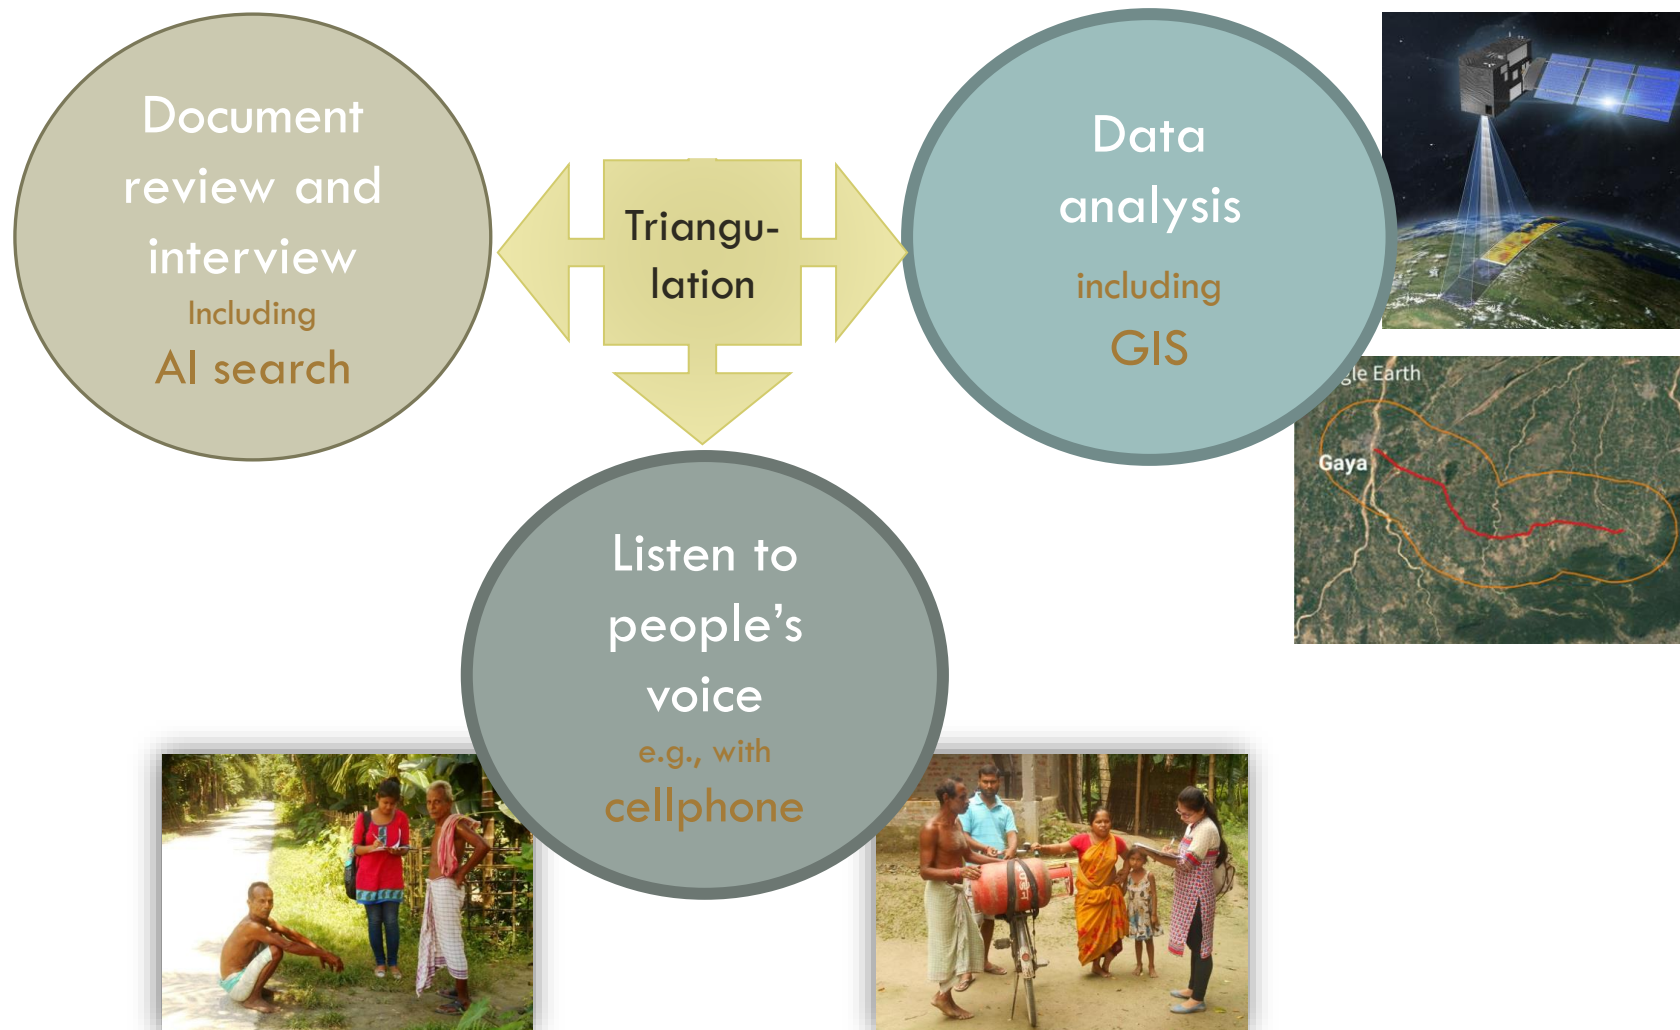 Document
review and
interview
Including
AI search
Triangu-
lation
Data
analysis
including
GIS
gle Earth
Gaya
Listen to
people’s
voice
e.g., with
cellphone